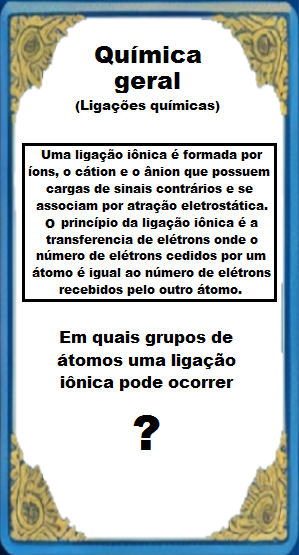 Química
geral
(Ligações químicas)
Uma ligação iônica é formada por
íons, o cátion e o ânion que possuem
cargas de sinais contrários e se
associam por atração eletrostática.
O princípio da ligação iônica é a
transferencia de elétrons onde o
número de elétrons cedidos por um
átomo é igual ao número de elétrons
recebidos pelo outro átomo.
Em quais grupos de
átomos uma ligação
iônica pode ocorrer
?